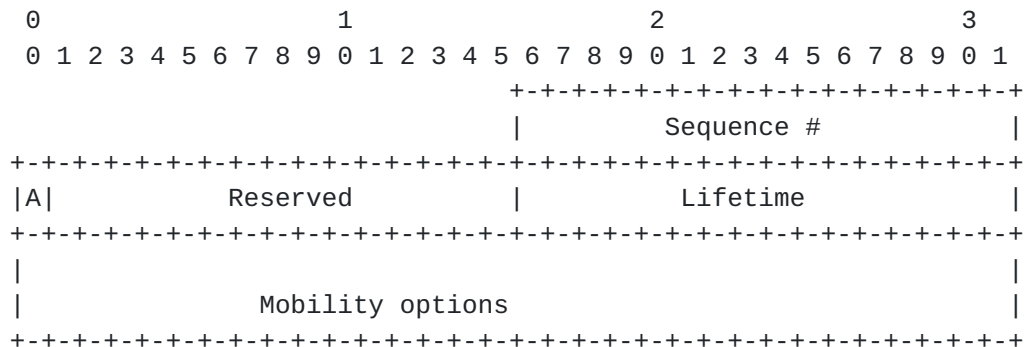 0                   1                   2                   3
 0 1 2 3 4 5 6 7 8 9 0 1 2 3 4 5 6 7 8 9 0 1 2 3 4 5 6 7 8 9 0 1
                                +-+-+-+-+-+-+-+-+-+-+-+-+-+-+-+-+
                                |         Sequence #            |
+-+-+-+-+-+-+-+-+-+-+-+-+-+-+-+-+-+-+-+-+-+-+-+-+-+-+-+-+-+-+-+-+
|A|           Reserved          |          Lifetime             |
+-+-+-+-+-+-+-+-+-+-+-+-+-+-+-+-+-+-+-+-+-+-+-+-+-+-+-+-+-+-+-+-+
|                                                               |
|               Mobility options                                |
+-+-+-+-+-+-+-+-+-+-+-+-+-+-+-+-+-+-+-+-+-+-+-+-+-+-+-+-+-+-+-+-+